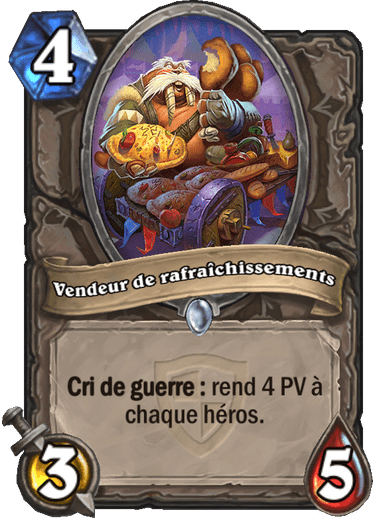 4
Vendeur de rafraîchissements
Cri de guerre : rend 4 PV à
chaque héros.
3
5